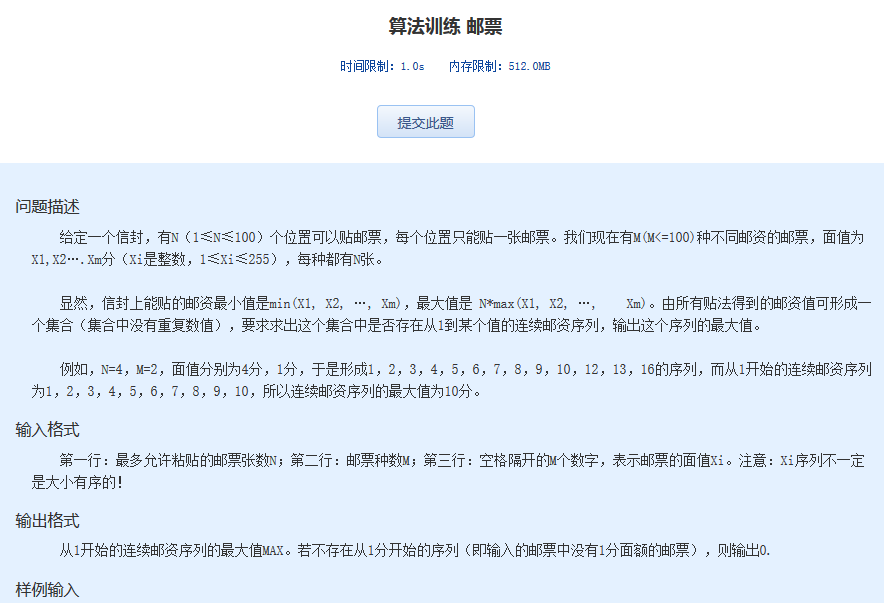 算法训练 邮票
时间限制：1.0s 内存限制：512.0MB
提交此题
问题描述
给定一个信封，有N（1≤N≤100）个位置可以贴邮票，每个位置只能贴一张邮票。我们现在有M(M<=100)种不同邮资的邮票，面值为
X1,X2….Xm分（Xi是整数，1≤Xi≤255），每种都有N张。
显然，信封上能贴的邮资最小值是min(X1, X2, …, Xm)，最大值是 N*max(X1, X2, …, Xm)。由所有贴法得到的邮资值可形成一
个集合（集合中没有重复数值），要求求出这个集合中是否存在从1到某个值的连续邮资序列，输出这个序列的最大值。
例如，N=4，M=2，面值分别为4分，1分，于是形成1，2，3，4，5，6，7，8，9，10，12，13，16的序列，而从1开始的连续邮资序列
为1，2，3，4，5，6，7，8，9，10，所以连续邮资序列的最大值为10分。
输入格式
第一行：最多允许粘贴的邮票张数N；第二行：邮票种数M；第三行：空格隔开的M个数字，表示邮票的面值Xi。注意：Xi序列不一定
是大小有序的！
输出格式
从1开始的连续邮资序列的最大值MAX。若不存在从1分开始的序列（即输入的邮票中没有1分面额的邮票），则输出0.
样例输入